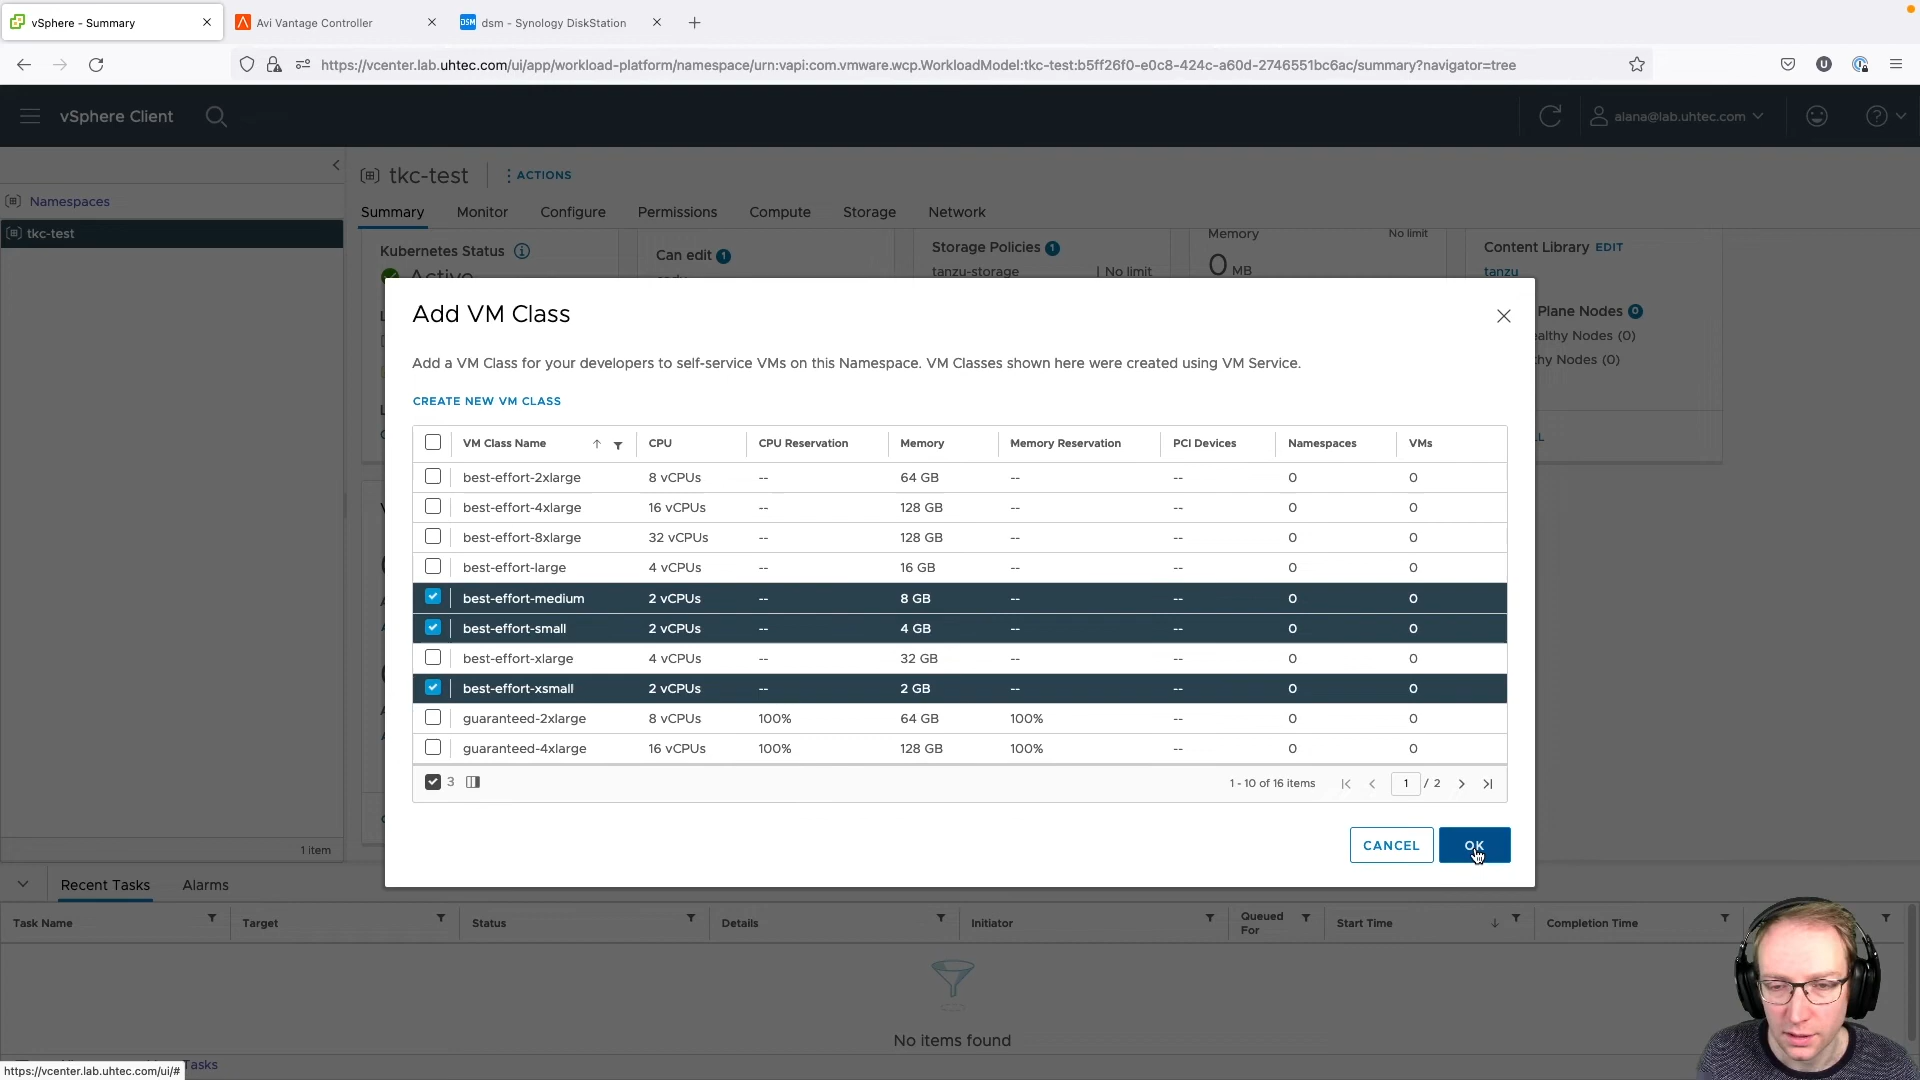 vSphere - Summary
Avi Vantage Controller
DSM dsm - Synology DiskStation
https://vcenter.lab.uhtec.com/ui/app/workload-platform/namespace/urn:vapi:com.vmware.wcp.WorkloadModel:tkc-test:b5ff26f0-e0c8-424c-a60d-2746551bc6ac/summary?navigator=tree
U
vSphere Client
alana@lab.uhtec.com
tkc-test
ACTIONS
Namespaces
tkc-test
Summary Monitor Configure Permissions Compute Storage Network
Kubernetes Status
Active
Can edit 1
Storage Policies 1
tanzu-storage | No limit
Memory No limit
0 MB
Content Library EDIT
tanzu
Plane Nodes 0
ealthy Nodes (0)
thy Nodes (0)
Add VM Class
Add a VM Class for your developers to self-service VMs on this Namespace. VM Classes shown here were created using VM Service.
CREATE NEW VM CLASS
VM Class Name CPU CPU Reservation Memory Memory Reservation PCI Devices Namespaces VMs
best-effort-2xlarge 8 vCPUs -- 64 GB -- -- 0 0
best-effort-4xlarge 16 vCPUs -- 128 GB -- -- 0 0
best-effort-8xlarge 32 vCPUs -- 128 GB -- -- 0 0
best-effort-large 4 vCPUs -- 16 GB -- -- 0 0
best-effort-medium 2 vCPUs -- 8 GB -- -- 0 0
best-effort-small 2 vCPUs -- 4 GB -- -- 0 0
best-effort-xlarge 4 vCPUs -- 32 GB -- -- 0 0
best-effort-xsmall 2 vCPUs -- 2 GB -- -- 0 0
guaranteed-2xlarge 8 vCPUs 100% 64 GB 100% -- 0 0
guaranteed-4xlarge 16 vCPUs 100% 128 GB 100% -- 0 0
3
1 - 10 of 16 items
1 / 2
CANCEL
OK
1 item
Recent Tasks Alarms
Task Name Target Status Details Initiator Queued For Start Time Completion Time
No items found
Tasks
https://vcenter.lab.uhtec.com/ui/#